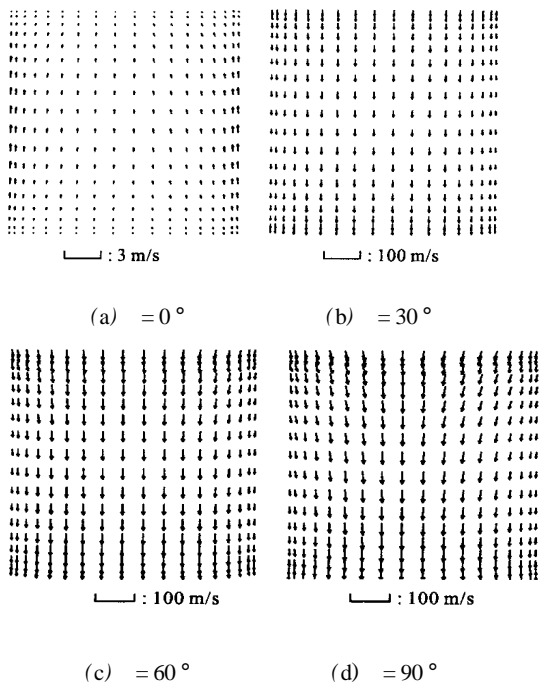 : 3 m/s
: 100 m/s
(a) = 0 °
(b) = 30 °
: 100 m/s
: 100 m/s
(c) = 60 °
(d) = 90 °